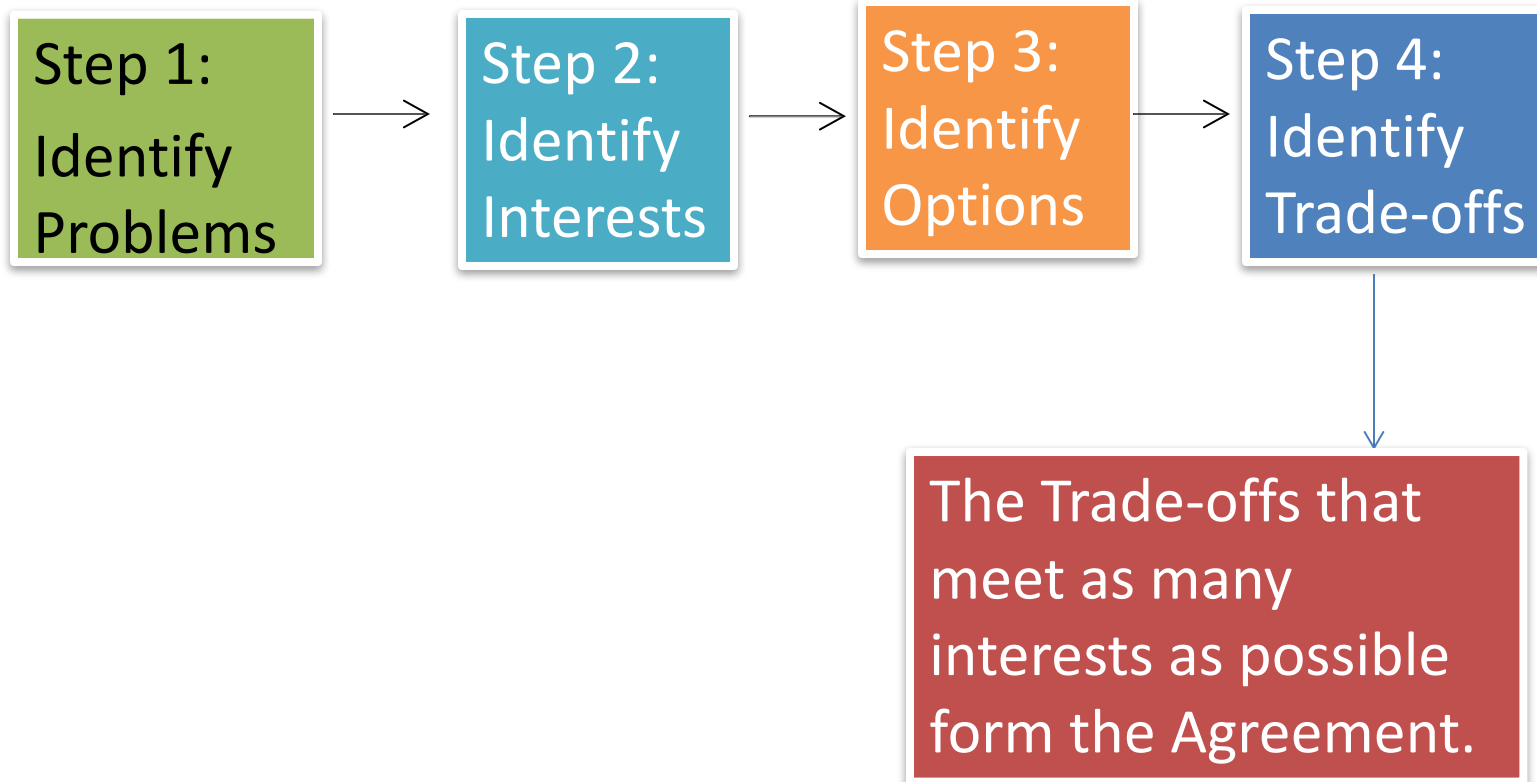 Step 1:
Identify
Problems
Step 2:
Identify
Interests
Step 3:
Identify
Options
Step 4:
Identify
Trade-offs
The Trade-offs that
meet as many
interests as possible
form the Agreement.